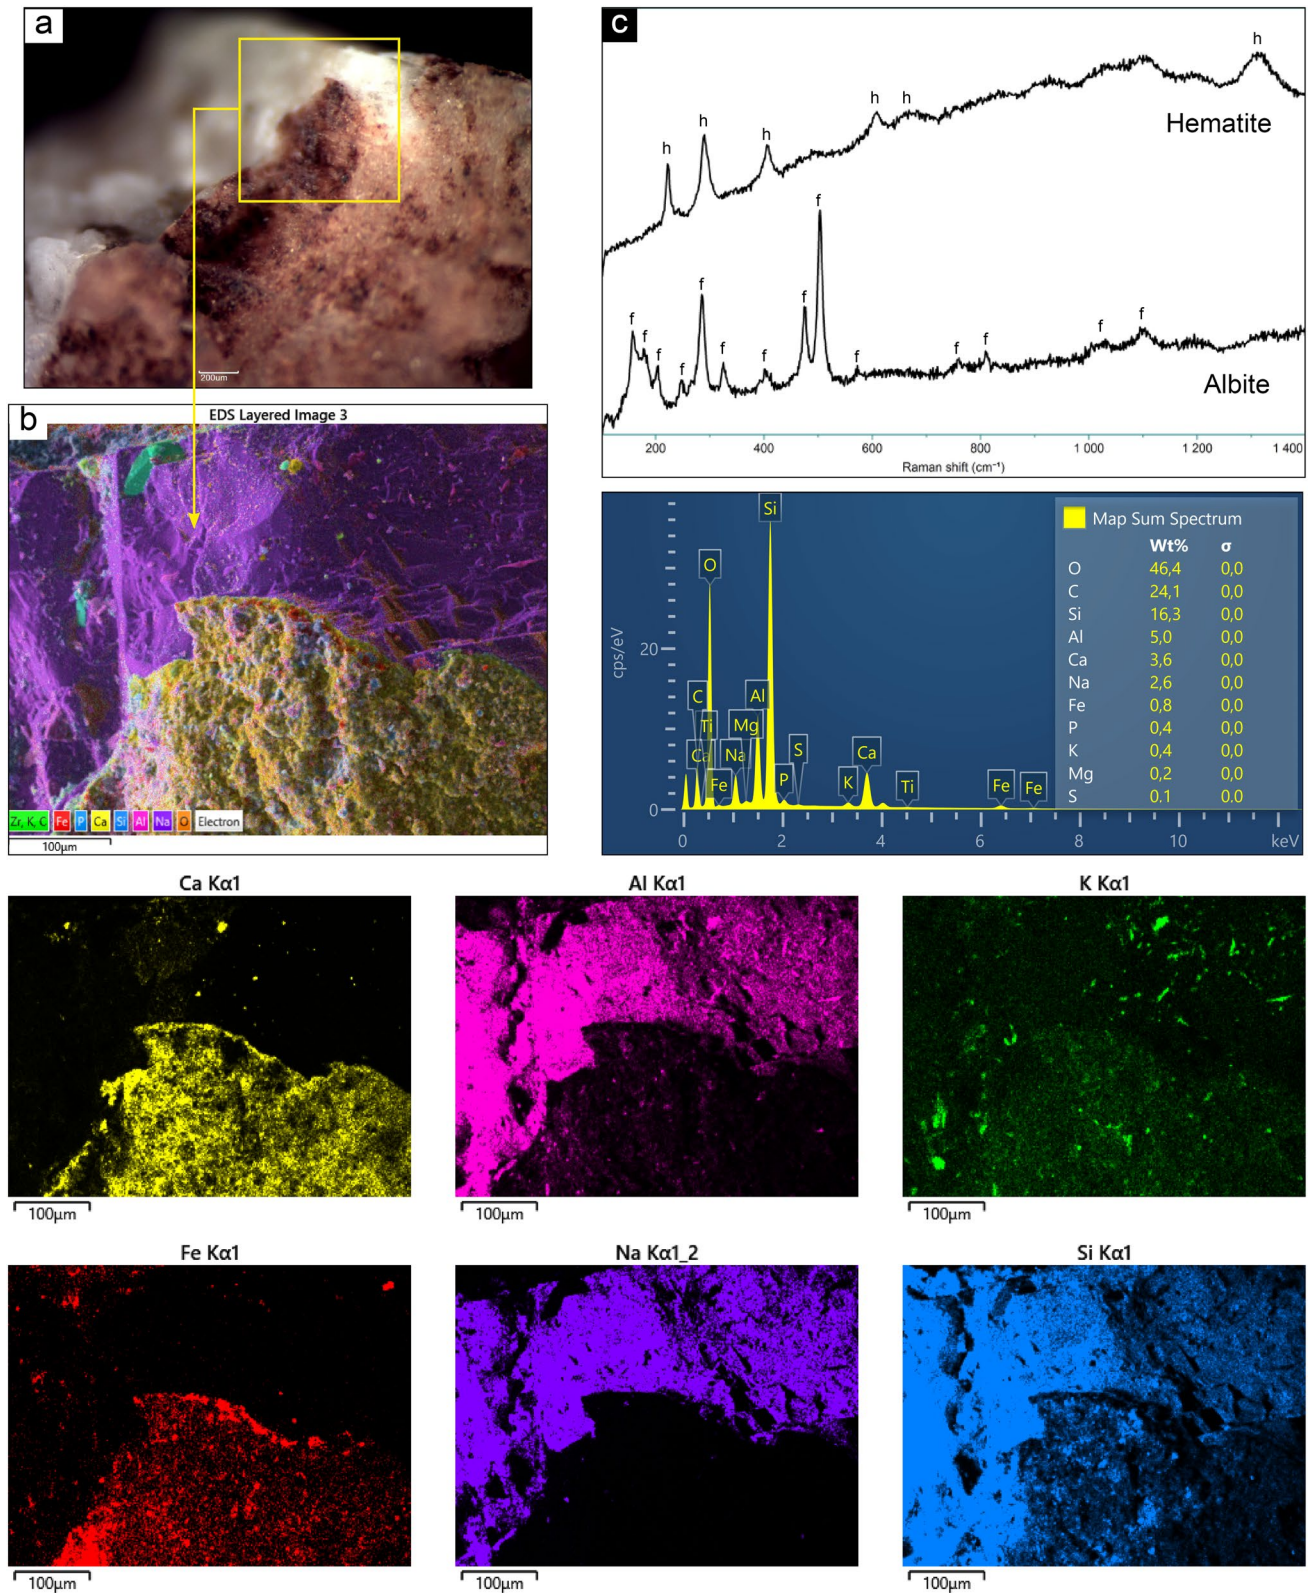 a
200um
b
EDS Layered Image 3
Zr, K, C Fe P Ca Si Al Na O Electron
100µm
c
h h h h h h
Hematite
f f f f f f f f f f f f f f
Albite
200 400 600 800 1 000 1 200 1 400
Raman shift (cm⁻¹)
Map Sum Spectrum
Wt% σ
O 46,4 0,0
C 24,1 0,0
Si 16,3 0,0
Al 5,0 0,0
Ca 3,6 0,0
Na 2,6 0,0
Fe 0,8 0,0
P 0,4 0,0
K 0,4 0,0
Mg 0,2 0,0
S 0.1 0,0
Si
O
C Al
Ti Mg
Ca Na S Ca
Fe P K Ti Fe Fe
cps/eV
20
0
0 2 4 6 8 10 keV
Ca Kα1
100µm
Al Kα1
100µm
K Kα1
100µm
Fe Kα1
100µm
Na Kα1_2
100µm
Si Kα1
100µm